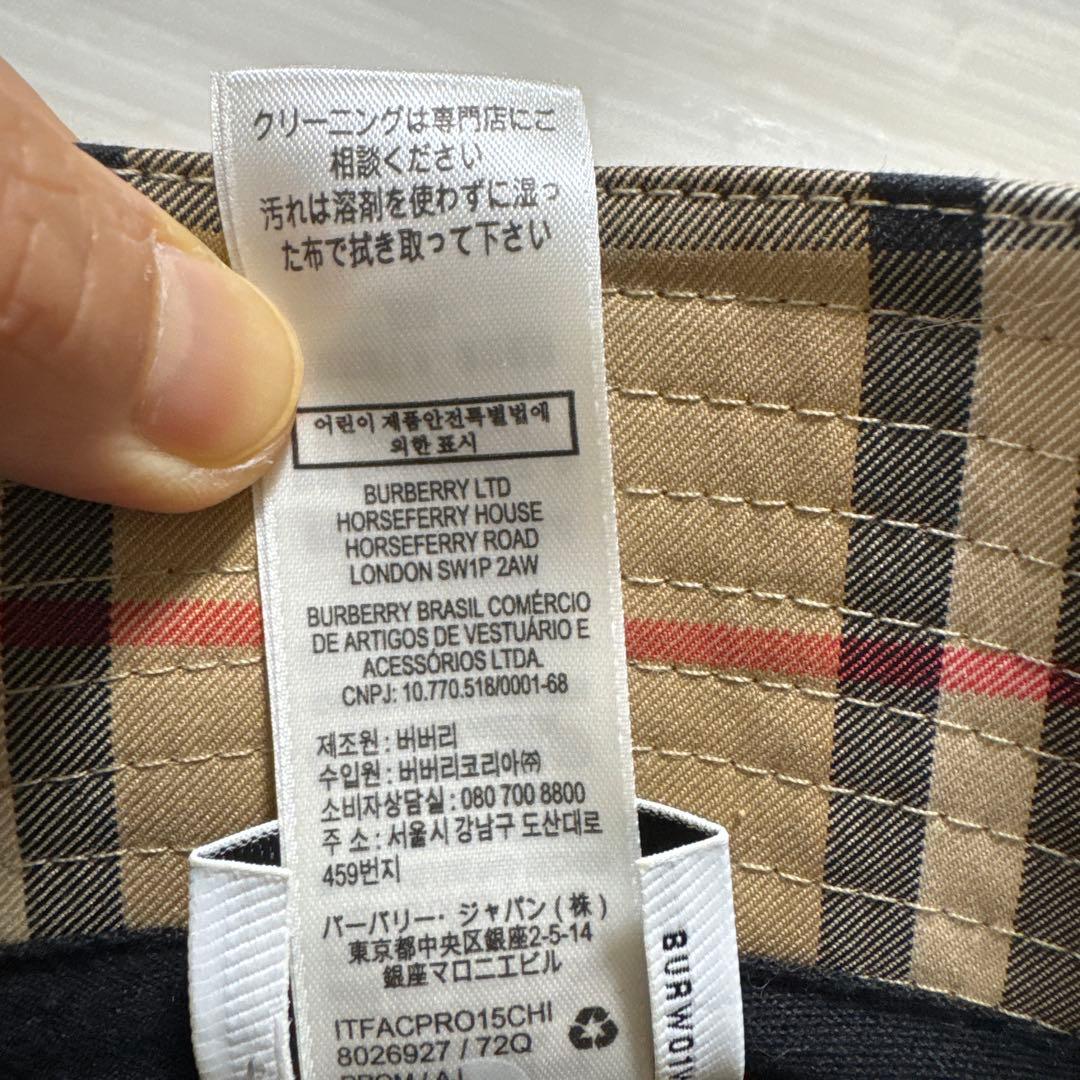 クリーニングは専門店にご
相談ください
汚れは溶剤を使わずに湿っ
た布で拭き取って下さい
어린이 제품안전특별법에
의한 표시
BURBERRY LTD
HORSEFERRY HOUSE
HORSEFERRY ROAD
LONDON SW1P 2AW
BURBERRY BRASIL COMÉRCIO
DE ARTIGOS DE VESTUÁRIO E
ACESSÓRIOS LTDA.
CNPJ: 10.770.518/0001-68
제조원 : 버버리
수입원 : 버버리코리아㈜
소비자상담실 : 080 700 8800
주 소 : 서울시 강남구 도산대로
459번지
バーバリー・ジャパン(株)
東京都中央区銀座2-5-14
銀座マロニエビル
ITFACPRO15CHI
8026927 / 72Q
BURW01